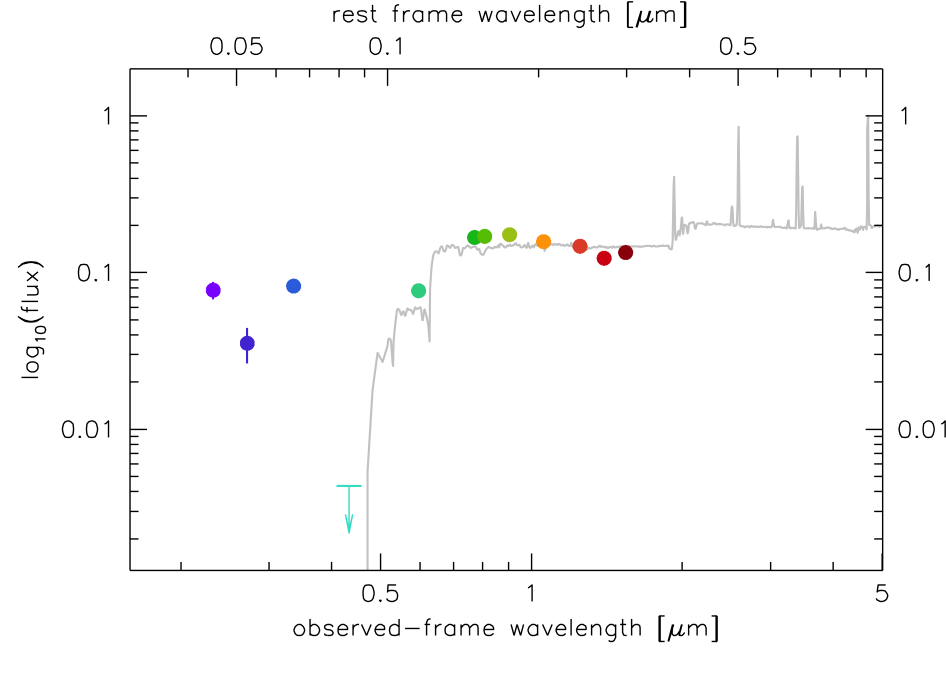 rest frame wavelength [μm]
0.05 0.1 0.5
1 1
0.1 0.1
log10(flux)
0.01 0.01
0.5 1 5
observed-frame wavelength [μm]